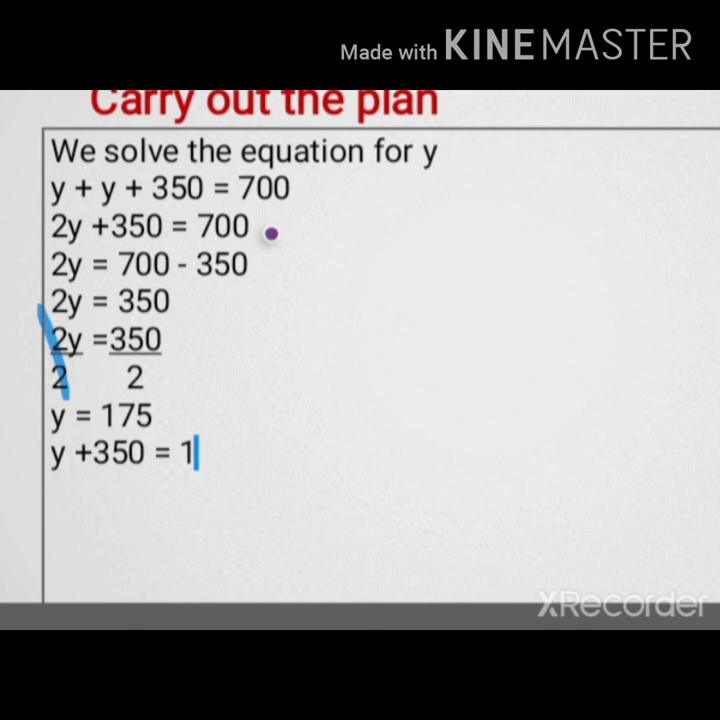 Made with KINEMASTER
Carry out the plan
We solve the equation for y
y + y + 350 = 700
2y +350 = 700
2y = 700 - 350
2y = 350
2y =350
2 2
y = 175
y +350 = 1
XRecorder